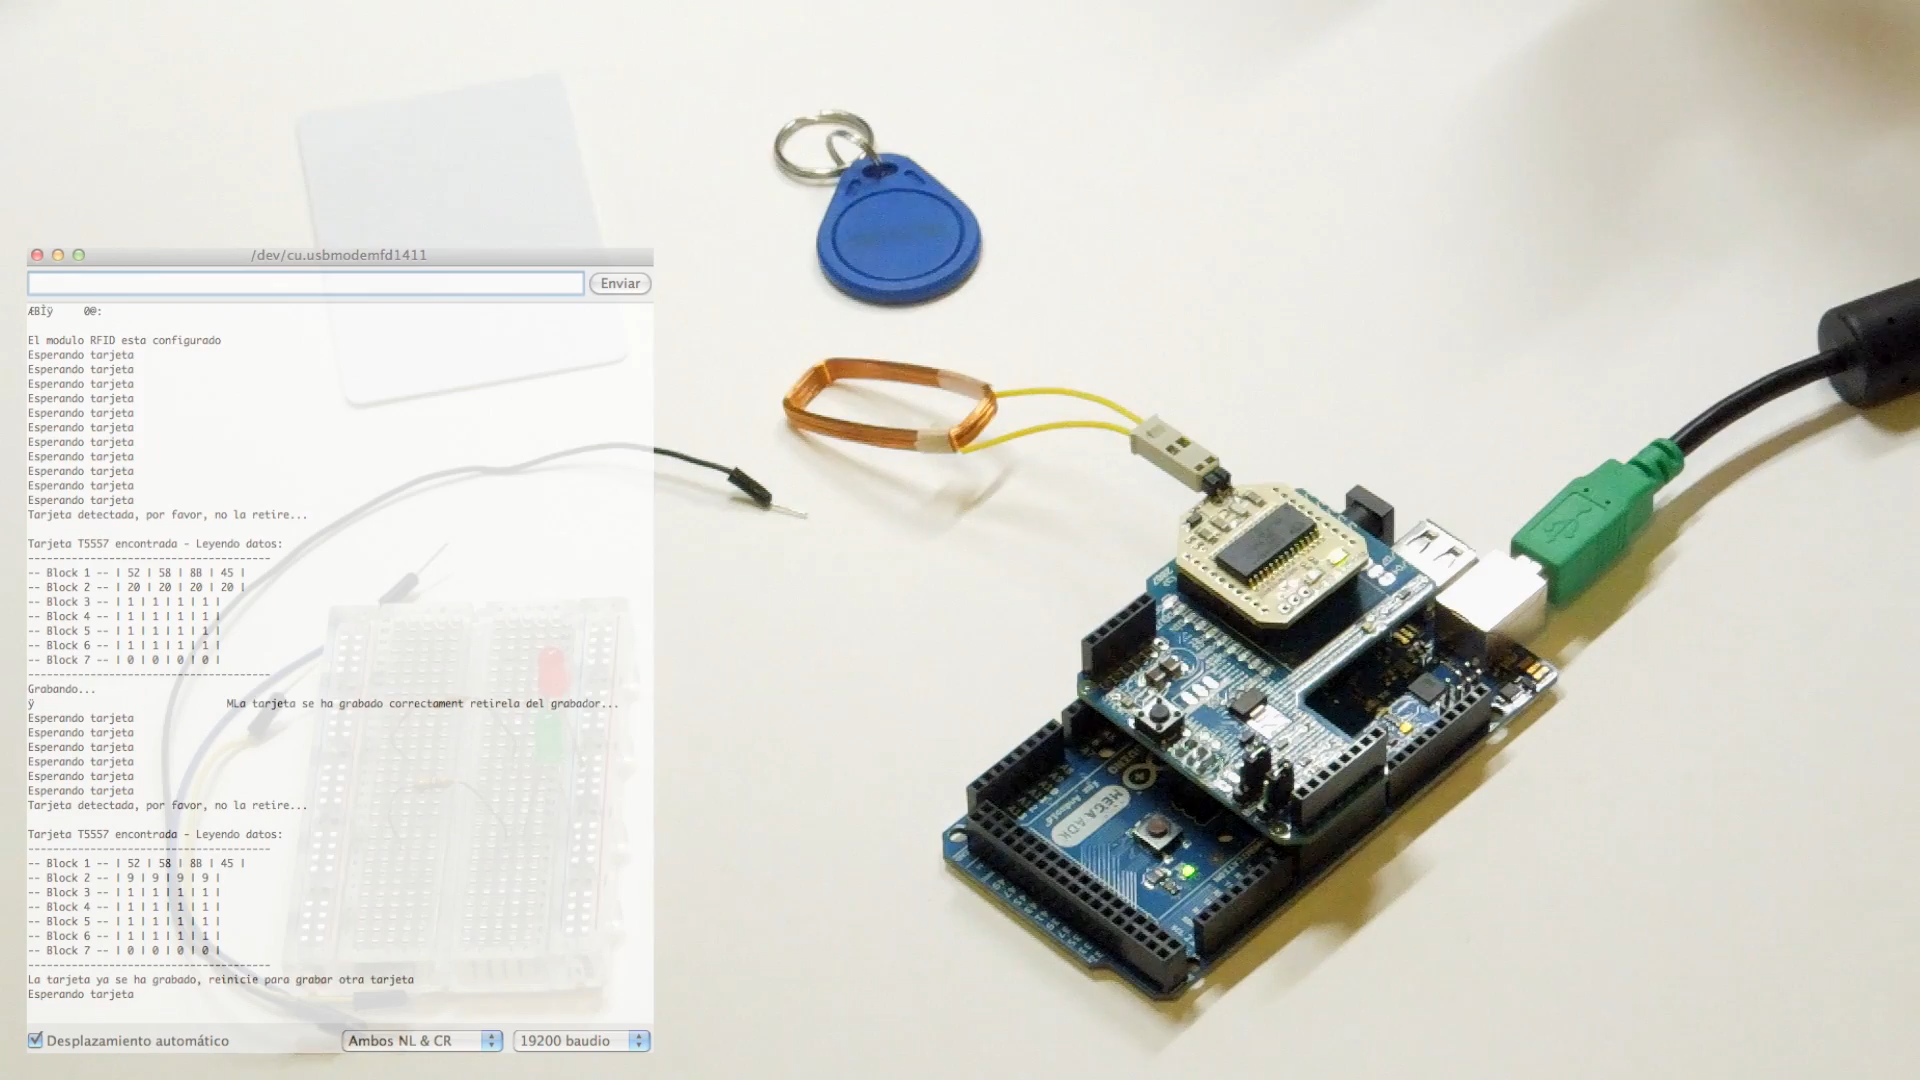 /dev/cu.usbmodemfd1411
Enviar
ÆBÌÿ 0@:
El modulo RFID esta configurado
Esperando tarjeta
Esperando tarjeta
Esperando tarjeta
Esperando tarjeta
Esperando tarjeta
Esperando tarjeta
Esperando tarjeta
Esperando tarjeta
Esperando tarjeta
Esperando tarjeta
Esperando tarjeta
Tarjeta detectada, por favor, no la retire...
Tarjeta T5557 encontrada - Leyendo datos:
-----------------------------------------
-- Block 1 -- | 52 | 58 | 8B | 45 |
-- Block 2 -- | 20 | 20 | 20 | 20 |
-- Block 3 -- | 1 | 1 | 1 | 1 |
-- Block 4 -- | 1 | 1 | 1 | 1 |
-- Block 5 -- | 1 | 1 | 1 | 1 |
-- Block 6 -- | 1 | 1 | 1 | 1 |
-- Block 7 -- | 0 | 0 | 0 | 0 |
-----------------------------------------
Grabando...
ÿ MLa tarjeta se ha grabado correctament retirela del grabador...
Esperando tarjeta
Esperando tarjeta
Esperando tarjeta
Esperando tarjeta
Esperando tarjeta
Esperando tarjeta
Tarjeta detectada, por favor, no la retire...
Tarjeta T5557 encontrada - Leyendo datos:
-----------------------------------------
-- Block 1 -- | 52 | 58 | 8B | 45 |
-- Block 2 -- | 9 | 9 | 9 | 9 |
-- Block 3 -- | 1 | 1 | 1 | 1 |
-- Block 4 -- | 1 | 1 | 1 | 1 |
-- Block 5 -- | 1 | 1 | 1 | 1 |
-- Block 6 -- | 1 | 1 | 1 | 1 |
-- Block 7 -- | 0 | 0 | 0 | 0 |
-----------------------------------------
La tarjeta ya se ha grabado, reinicie para grabar otra tarjeta
Esperando tarjeta
Desplazamiento automático
Ambos NL & CR
19200 baudio
MEGA ADK
for Android